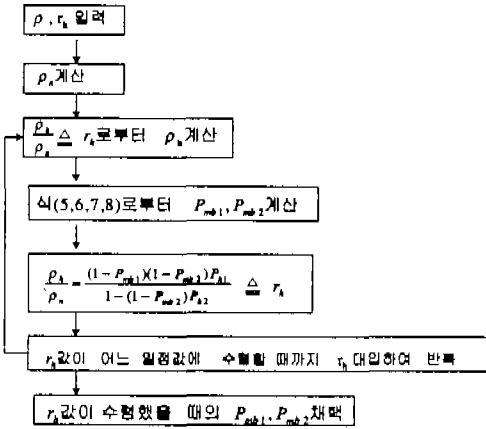 ρ , r_h 입력
ρ_n 계산
ρ_h/ρ_n ≜ r_h로부터 ρ_h 계산
식(5,6,7,8)로부터 P_mb1, P_mb2 계산
ρ_h/ρ_n = (1-P_mb1)(1-P_mb2)P_h1 / 1-(1-P_mb2)P_h2 ≜ r_h
r_h값이 어느 일정값에 수렴할 때까지 r_h 대입하여 반복
r_h값이 수렴했을 때의 P_mb1, P_mb2 채택